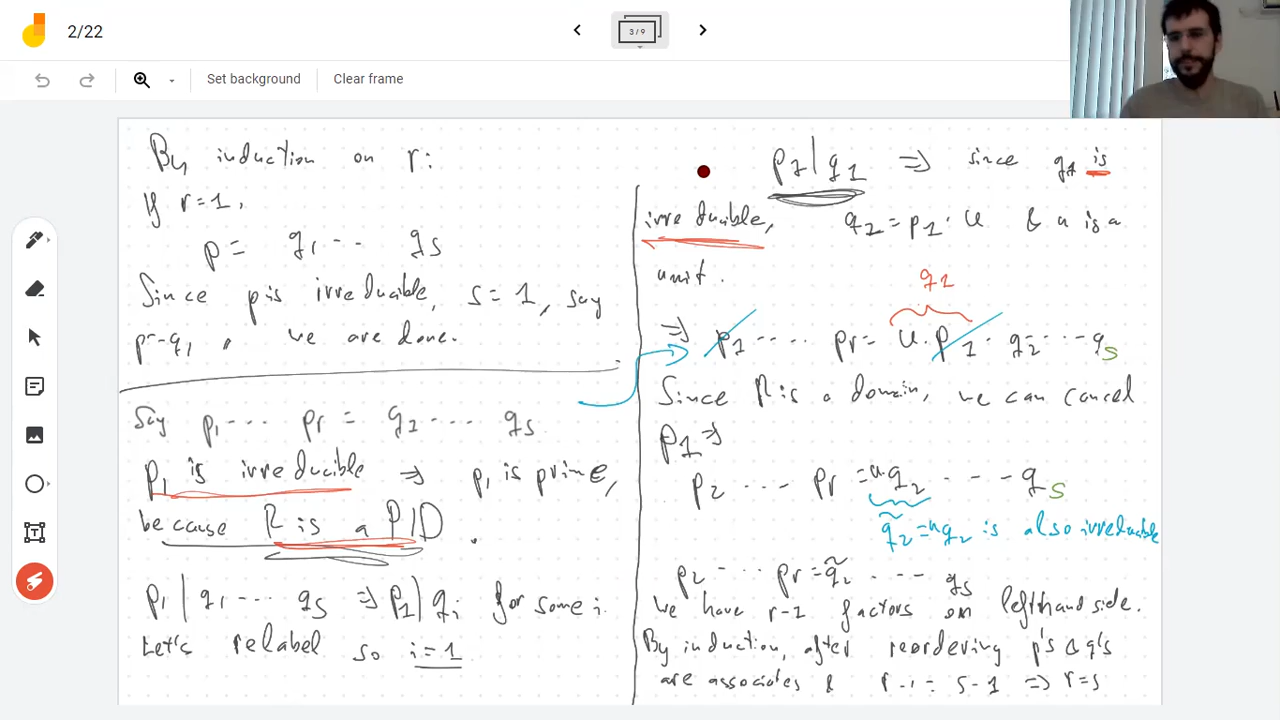 2/22
3 / 9
Set background
Clear frame
By induction on r:
If r=1,
p = q1 ... qs
Since p is irreducible, s = 1, say
p=q1, we are done.
Say p1 ... pr = q1 ... qs
p1 is irreducible ⇒ p1 is prime,
because R is a PID.
p1 | q1 ... qs ⇒ p1 | qi for some i.
Let's relabel so i=1
p1 | q1 ⇒ since q1 is
irreducible, q1 = p1 · u & u is a
unit.
q1
⇒ p1 .... pr = u · p1 · q2 ... qs
Since R is a domain, we can cancel
p1 ⇒
p2 ... pr = uq2 ... qs
q̃2 = uq2 is also irreducible
p2 ... pr = q̃2 .... qs
We have r-1 factors on lefthand side.
By induction, after reordering p's & q's
are associates & r-1 = s-1 ⇒ r=s